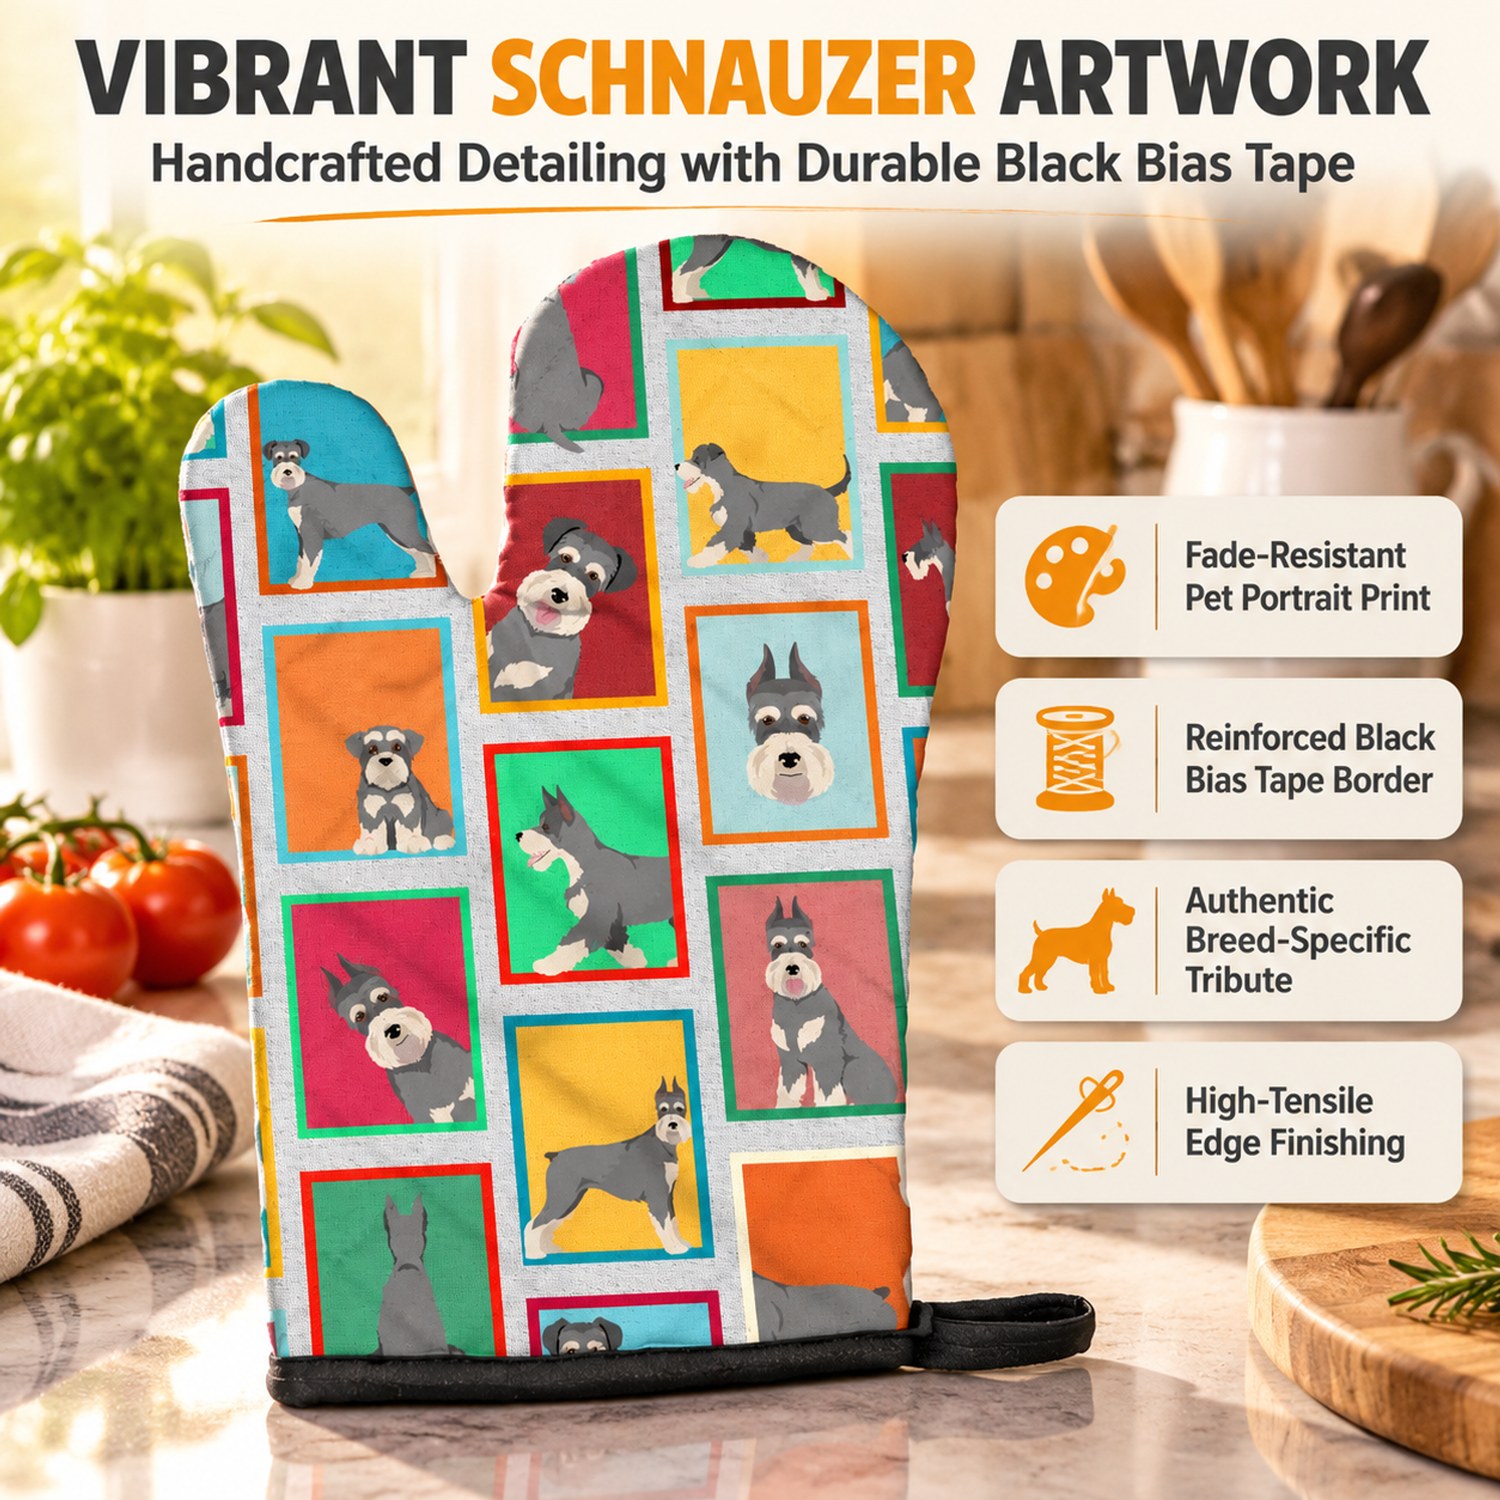 VIBRANT SCHNAUZER ARTWORK
Handcrafted Detailing with Durable Black Bias Tape
Fade-Resistant
Pet Portrait Print
Reinforced Black
Bias Tape Border
Authentic
Breed-Specific
Tribute
High-Tensile
Edge Finishing